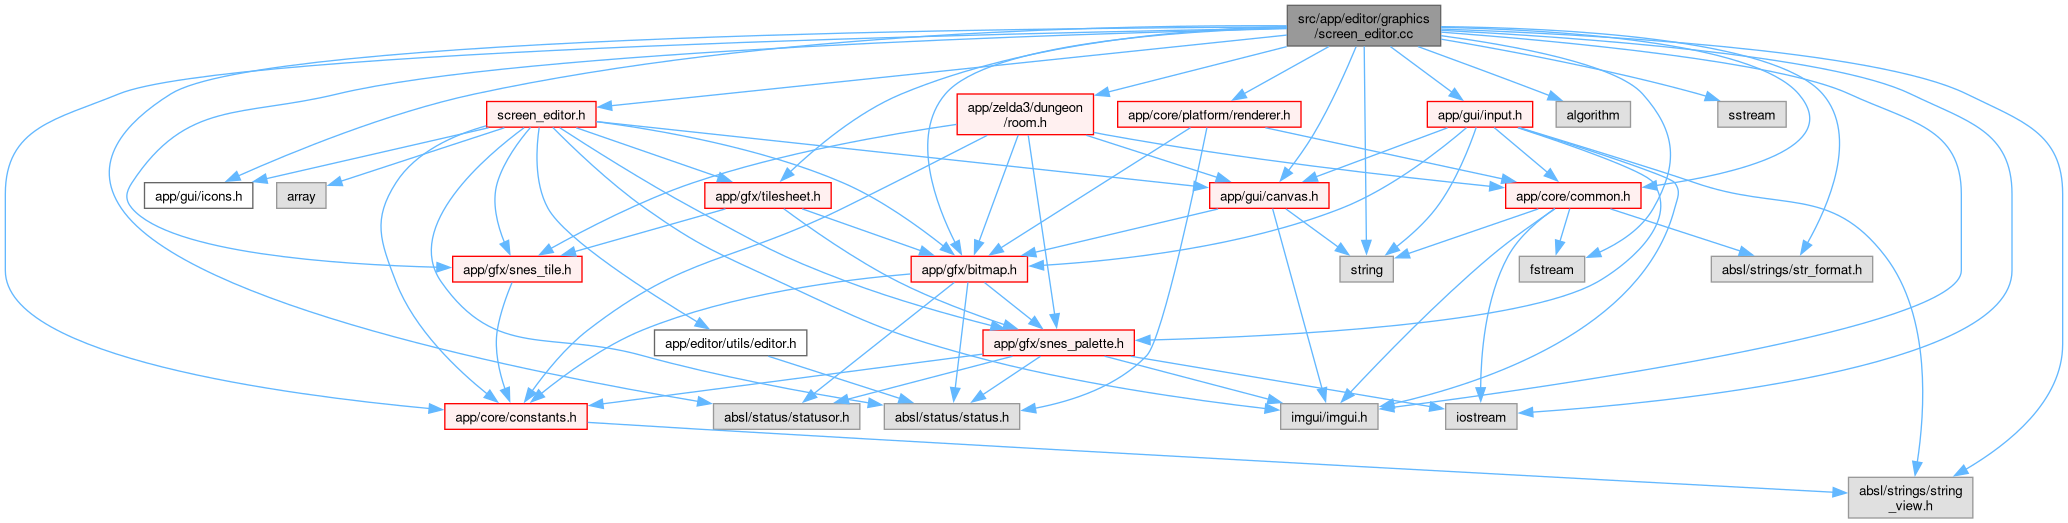 src/app/editor/graphics
/screen_editor.cc
screen_editor.h
app/zelda3/dungeon
/room.h
app/core/platform/renderer.h
app/gui/input.h
algorithm
sstream
app/gui/icons.h
array
app/gfx/tilesheet.h
app/gui/canvas.h
app/core/common.h
app/gfx/snes_tile.h
app/gfx/bitmap.h
string
fstream
absl/strings/str_format.h
app/editor/utils/editor.h
app/gfx/snes_palette.h
app/core/constants.h
absl/status/statusor.h
absl/status/status.h
imgui/imgui.h
iostream
absl/strings/string
_view.h